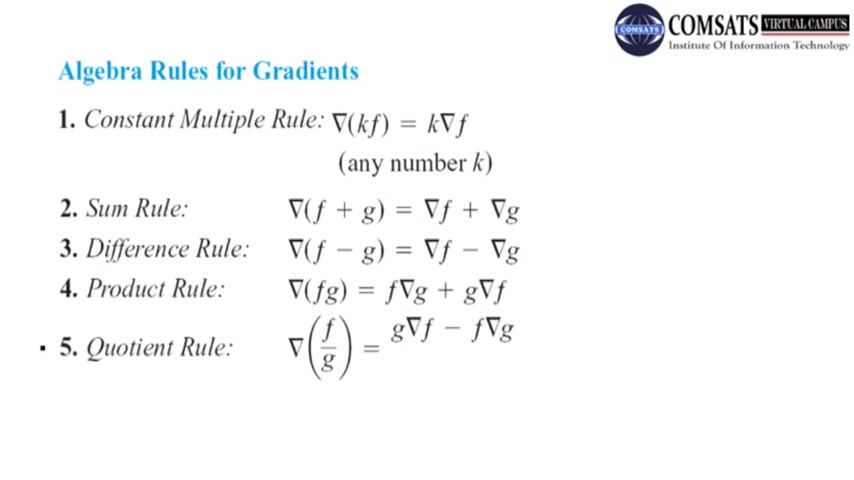 COMSATS VIRTUAL CAMPUS
COMSATS
Institute Of Information Technology
Algebra Rules for Gradients
1. Constant Multiple Rule: ∇(kf) = k∇f
(any number k)
2. Sum Rule: ∇(f + g) = ∇f + ∇g
3. Difference Rule: ∇(f − g) = ∇f − ∇g
4. Product Rule: ∇(fg) = f∇g + g∇f
5. Quotient Rule: ∇(f/g) = g∇f − f∇g